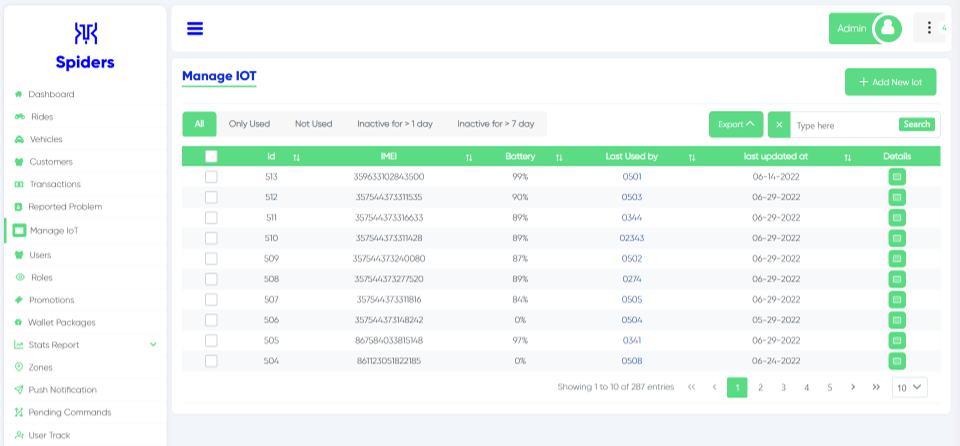 Spiders
Dashboard
Rides
Vehicles
Customers
Transactions
Reported Problem
Manage IoT
Users
Roles
Promotions
Wallet Packages
Stats Report
Zones
Push Notification
Pending Commands
User Track
Admin
4
Manage IOT
+ Add New Iot
All Only Used Not Used Inactive for > 1 day Inactive for > 7 day Export × Type here Search
Id IMEI Battery Last Used by last updated at Details
513 359633102843500 99% 0501 06-14-2022
512 357544373311535 90% 0503 06-29-2022
511 357544373316633 89% 0344 06-29-2022
510 357544373311428 89% 02343 06-29-2022
509 357544373240080 87% 0502 06-29-2022
508 357544373277520 89% 0274 06-29-2022
507 357544373311816 84% 0505 06-29-2022
506 357544373148242 0% 0504 05-29-2022
505 867584033815148 97% 0341 06-29-2022
504 861123051822185 0% 0508 06-24-2022
Showing 1 to 10 of 287 entries << < 1 2 3 4 5 > >> 10